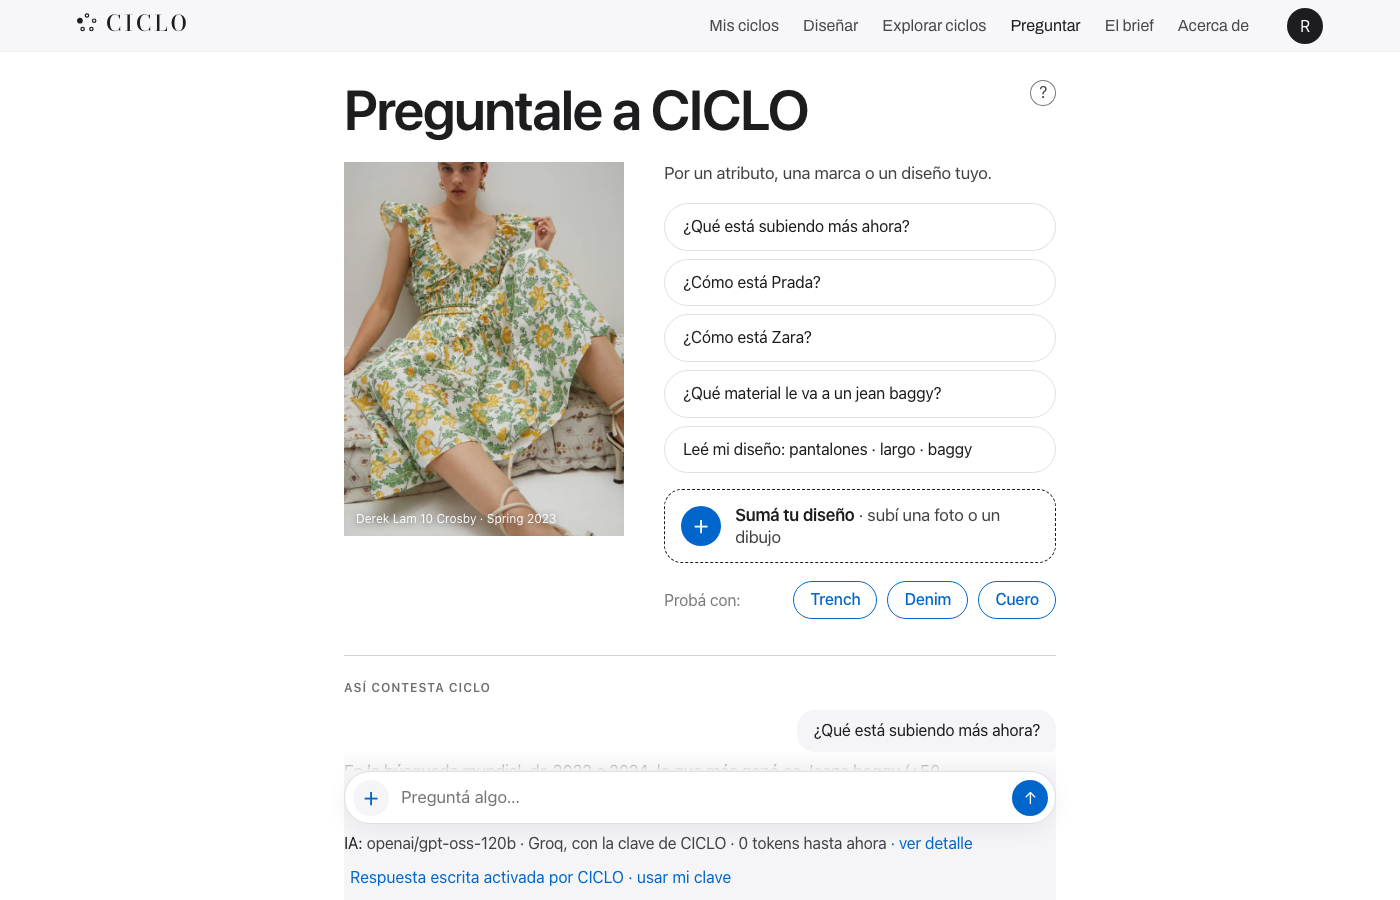 CICLO
Mis ciclos
Diseñar
Explorar ciclos
Preguntar
El brief
Acerca de
R
Preguntale a CICLO
?
Derek Lam 10 Crosby · Spring 2023
Por un atributo, una marca o un diseño tuyo.
¿Qué está subiendo más ahora?
¿Cómo está Prada?
¿Cómo está Zara?
¿Qué material le va a un jean baggy?
Leé mi diseño: pantalones · largo · baggy
Sumá tu diseño · subí una foto o un
dibujo
Probá con:
Trench
Denim
Cuero
ASÍ CONTESTA CICLO
¿Qué está subiendo más ahora?
Preguntá algo...
IA: openai/gpt-oss-120b · Groq, con la clave de CICLO · 0 tokens hasta ahora · ver detalle
Respuesta escrita activada por CICLO · usar mi clave